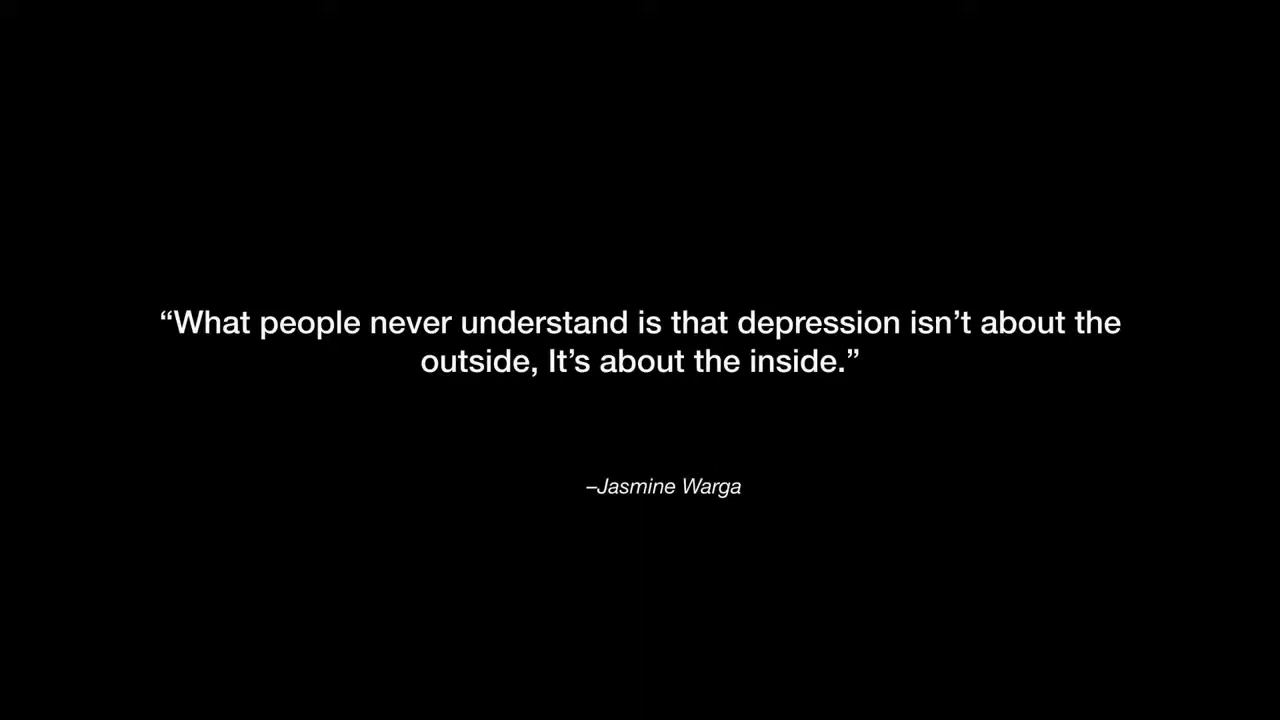 “What people never understand is that depression isn’t about the
outside, It’s about the inside.”
–Jasmine Warga